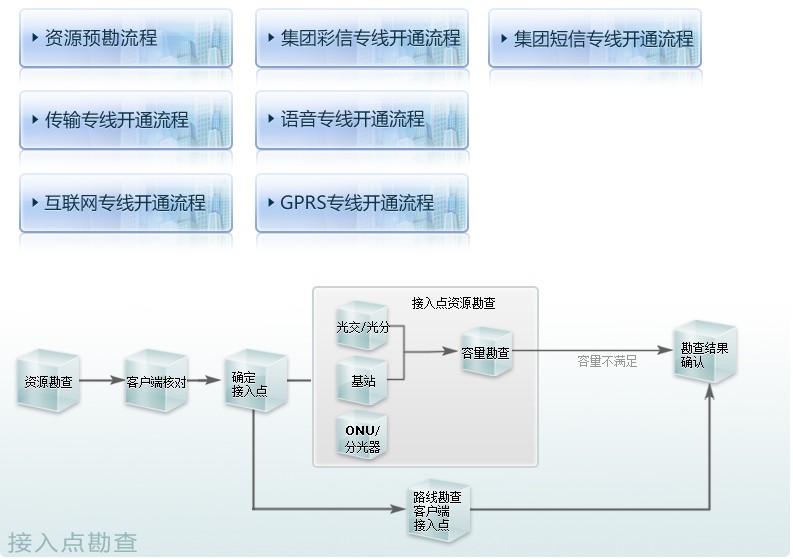 资源预勘流程
集团彩信专线开通流程
集团短信专线开通流程
传输专线开通流程
语音专线开通流程
互联网专线开通流程
GPRS专线开通流程
接入点资源勘查
光交/光分
基站
ONU/
分光器
容量勘查
容量不满足
勘查结果
确认
资源勘查
客户端核对
确定
接入点
路线勘查
客户端
接入点
接入点勘查